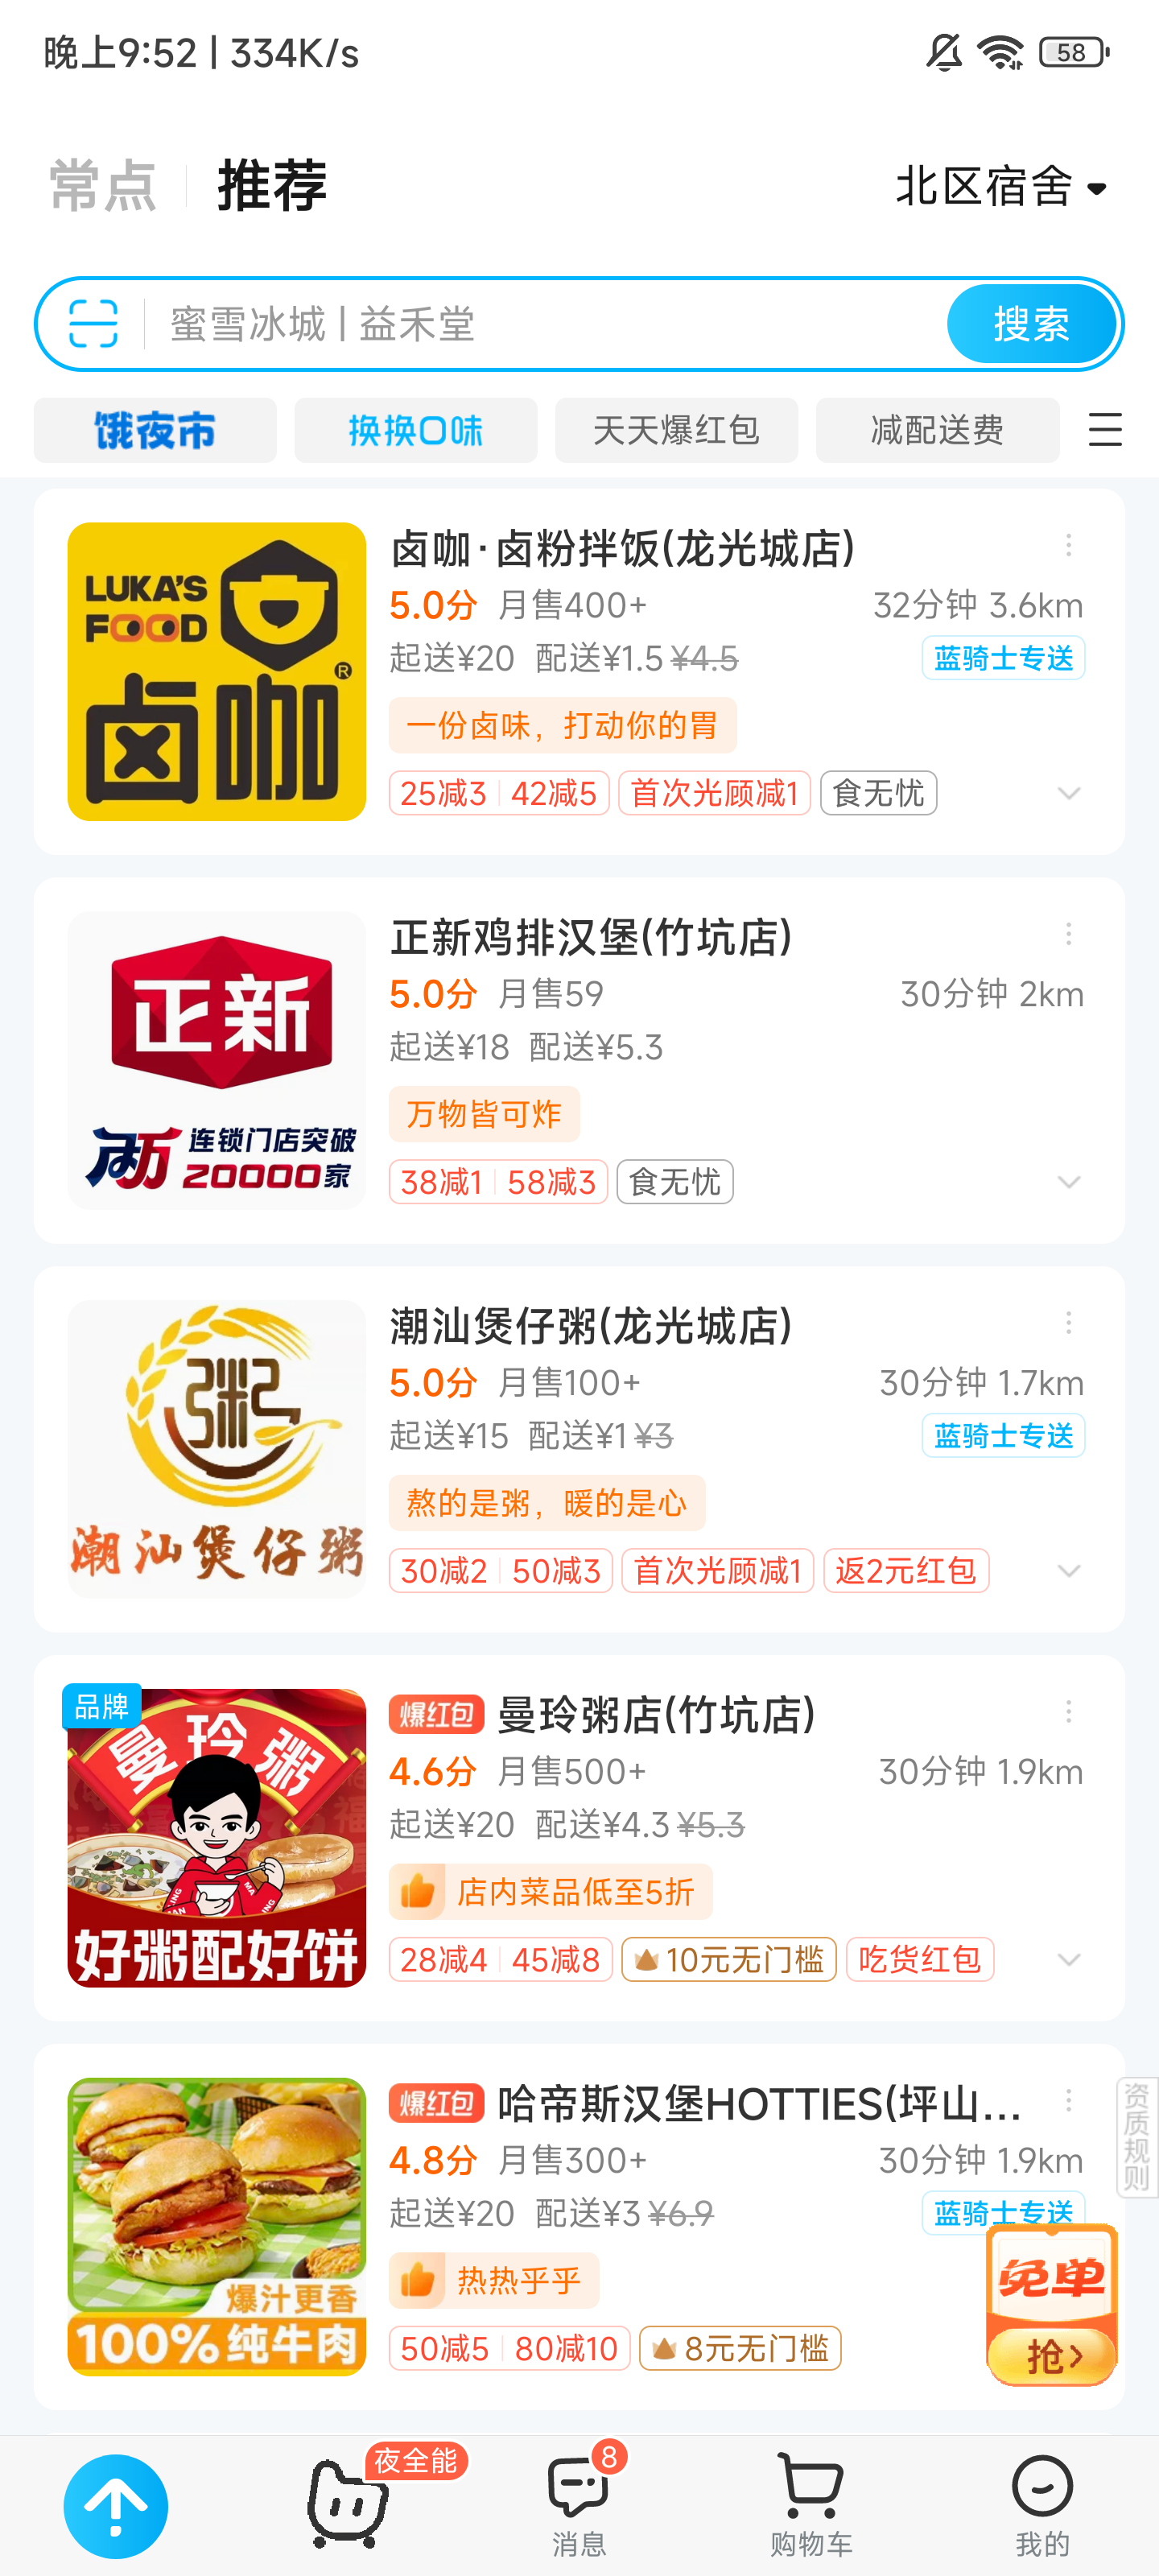 晚上9:52 | 334K/s
58
常点 推荐
北区宿舍
蜜雪冰城 | 益禾堂
搜索
饿夜市
换换口味
天天爆红包
减配送费
LUKA'S
FOOD
卤咖®
卤咖·卤粉拌饭(龙光城店)
5.0分 月售400+ 32分钟 3.6km
起送¥20 配送¥1.5 ¥4.5 蓝骑士专送
一份卤味，打动你的胃
25减3 42减5 首次光顾减1 食无忧
正新
连锁门店突破
20000家
正新鸡排汉堡(竹坑店)
5.0分 月售59 30分钟 2km
起送¥18 配送¥5.3
万物皆可炸
38减1 58减3 食无忧
粥
潮汕煲仔粥
潮汕煲仔粥(龙光城店)
5.0分 月售100+ 30分钟 1.7km
起送¥15 配送¥1 ¥3 蓝骑士专送
熬的是粥，暖的是心
30减2 50减3 首次光顾减1 返2元红包
品牌
曼玲粥
好粥配好饼
爆红包 曼玲粥店(竹坑店)
4.6分 月售500+ 30分钟 1.9km
起送¥20 配送¥4.3 ¥5.3
店内菜品低至5折
28减4 45减8 10元无门槛 吃货红包
爆汁更香
100%纯牛肉
爆红包 哈帝斯汉堡HOTTIES(坪山...
4.8分 月售300+ 30分钟 1.9km
起送¥20 配送¥3 ¥6.9 蓝骑士专送
热热乎乎
50减5 80减10 8元无门槛
资质规则
免单
抢>
夜全能
8
消息
购物车
我的